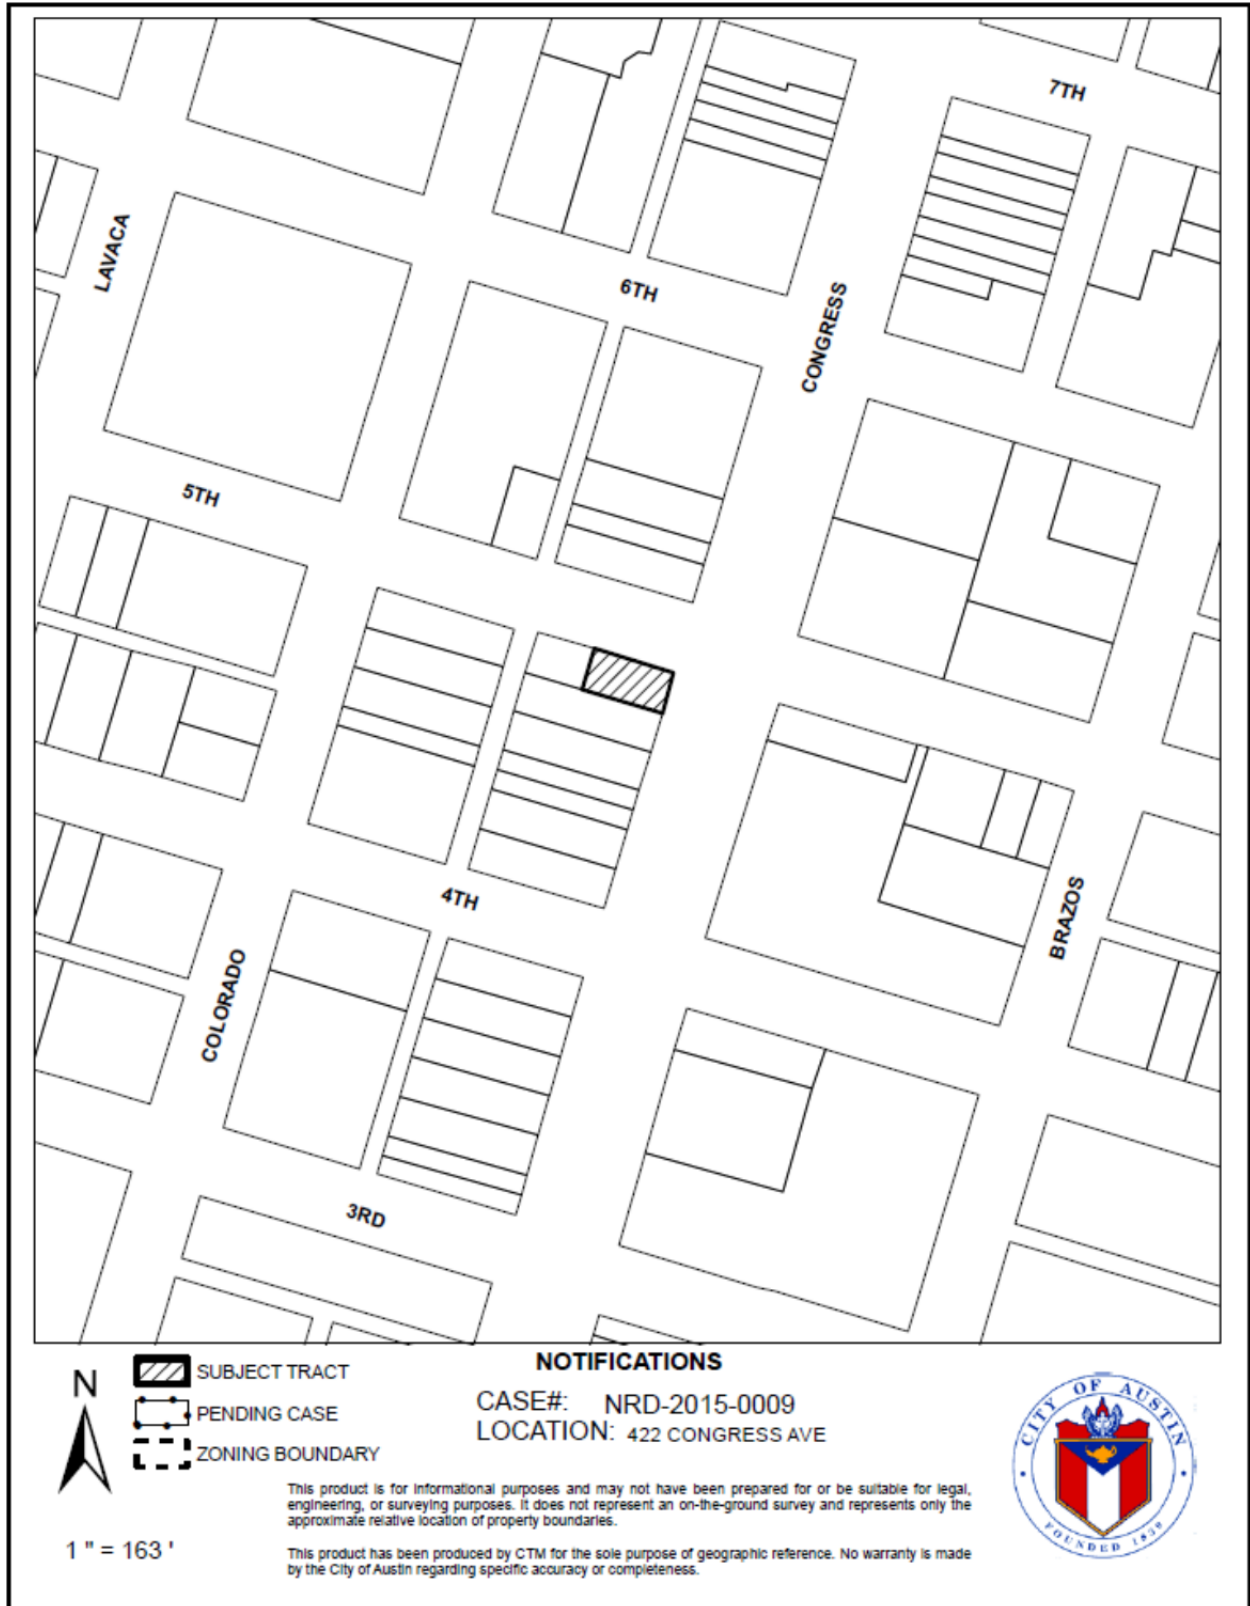 7TH
LAVACA
6TH
CONGRESS
5TH
4TH
BRAZOS
COLORADO
3RD
NOTIFICATIONS
N
SUBJECT TRACT
PENDING CASE
ZONING BOUNDARY
CASE#: NRD-2015-0009
LOCATION: 422 CONGRESS AVE
CITY OF AUSTIN
FOUNDED 1839
This product is for informational purposes and may not have been prepared for or be suitable for legal,
engineering, or surveying purposes. It does not represent an on-the-ground survey and represents only the
approximate relative location of property boundaries.
1 " = 163 '
This product has been produced by CTM for the sole purpose of geographic reference. No warranty is made
by the City of Austin regarding specific accuracy or completeness.